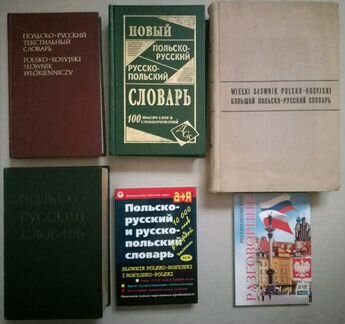 ПОЛЬСКО-РУССКИЙ
ТЕКСТИЛЬНЫЙ
СЛОВАРЬ
POLSKO-ROSYJSKI
SŁOWNIK
WŁÓKIENNICZY
НОВЫЙ
ПОЛЬСКО-
РУССКИЙ
РУССКО-
ПОЛЬСКИЙ
СЛОВАРЬ
100 тысяч слов и
словосочетаний
WIELKI SŁOWNIK POLSKO-ROSYJSKI
БОЛЬШОЙ ПОЛЬСКО-РУССКИЙ СЛОВАРЬ
ПОЛЬСКО-
РУССКИЙ
СЛОВАРЬ
а-я
Польско-
русский и русско-
польский
словарь
SŁOWNIK POLSKO-ROSYJSKI
I ROSYJSKO-POLSKI
РАЗГОВОРНИК